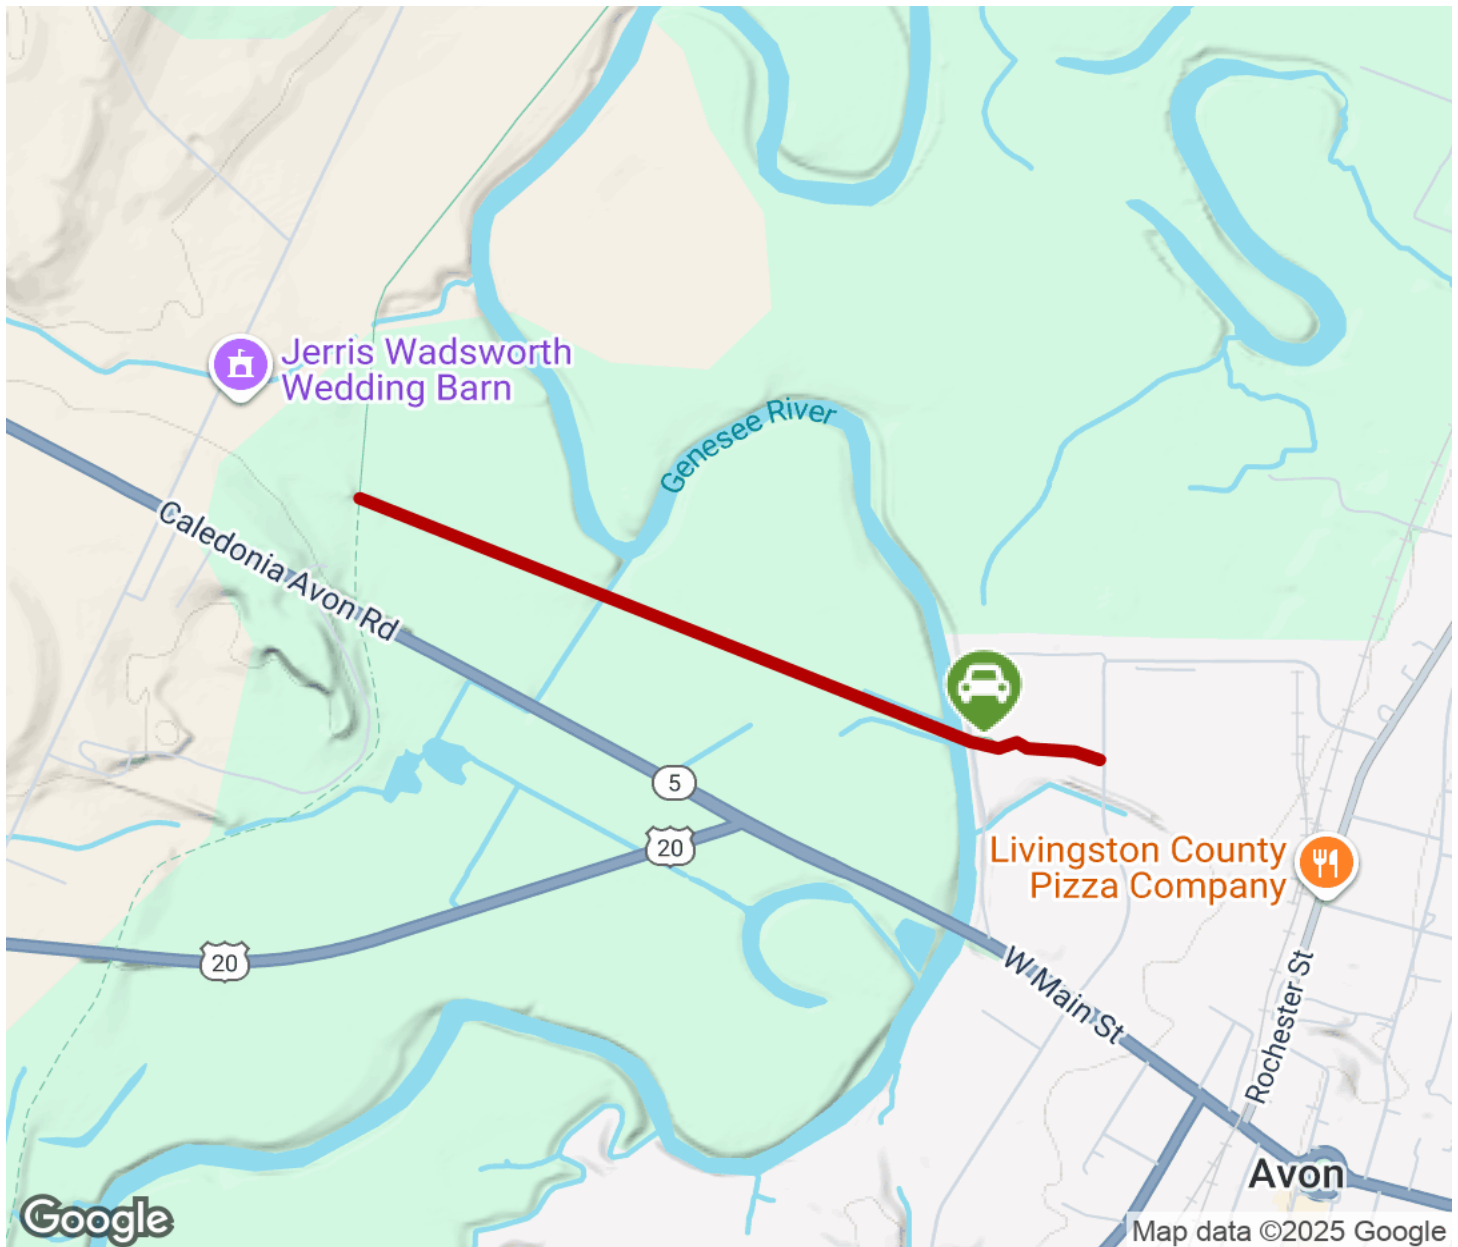 Jerris Wadsworth
Wedding Barn
Genesee River
Caledonia Avon Rd
5
20
Livingston County
Pizza Company
20
W Main St
Rochester St
Avon
Google
Map data ©2025 Google